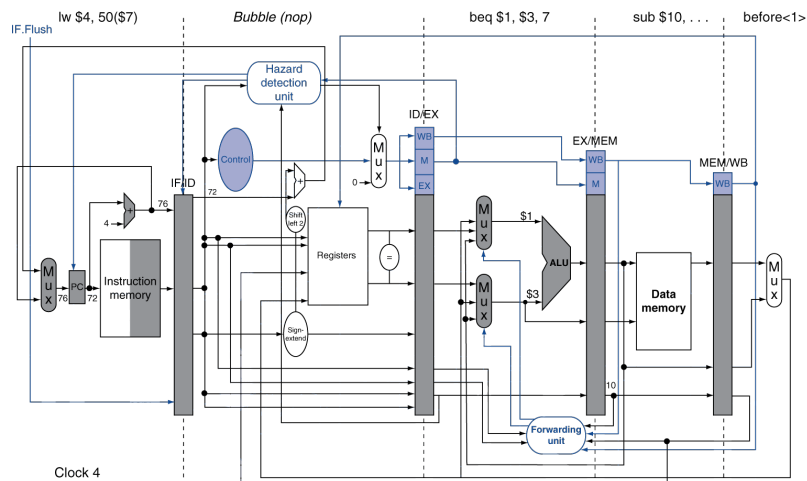 lw $4, 50($7)
Bubble (nop)
beq $1, $3, 7
sub $10, . . .
before<1>
IF.Flush
Hazard
detection
unit
ID/EX
WB
M
EX
Control
Mux
0
EX/MEM
WB
M
MEM/WB
WB
IF/ID
72
+
76
4
+
Shift
left 2
Registers
=
Mux
$1
ALU
Mux
$3
Mux
76
PC
72
Instruction
memory
Data
memory
Mux
Sign-
extend
10
Forwarding
unit
Clock 4